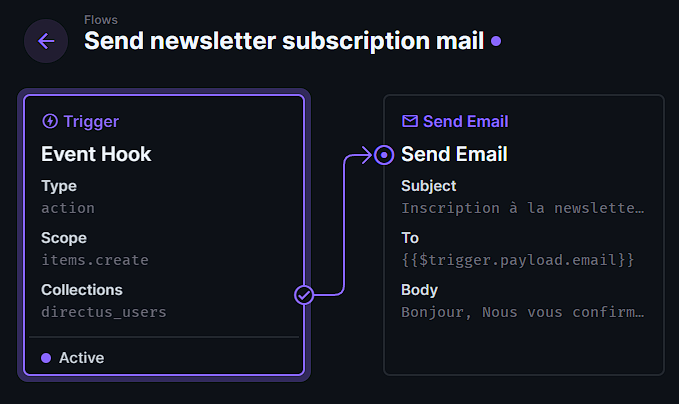 Flows
Send newsletter subscription mail
Trigger
Event Hook
Type
action
Scope
items.create
Collections
directus_users
Active
Send Email
Send Email
Subject
Inscription à la newslette…
To
{{$trigger.payload.email}}
Body
Bonjour, Nous vous confirm…